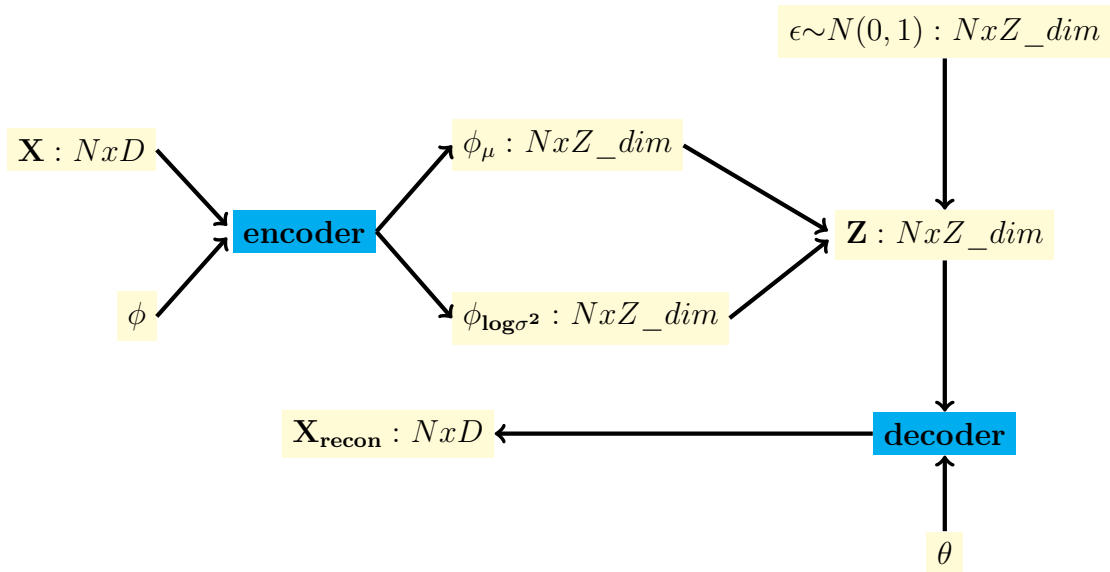 ϵ∼N(0, 1) : NxZ_dim
X : NxD
ϕ_μ : NxZ_dim
encoder
Z : NxZ_dim
ϕ
ϕ_logσ² : NxZ_dim
X_recon : NxD
decoder
θ